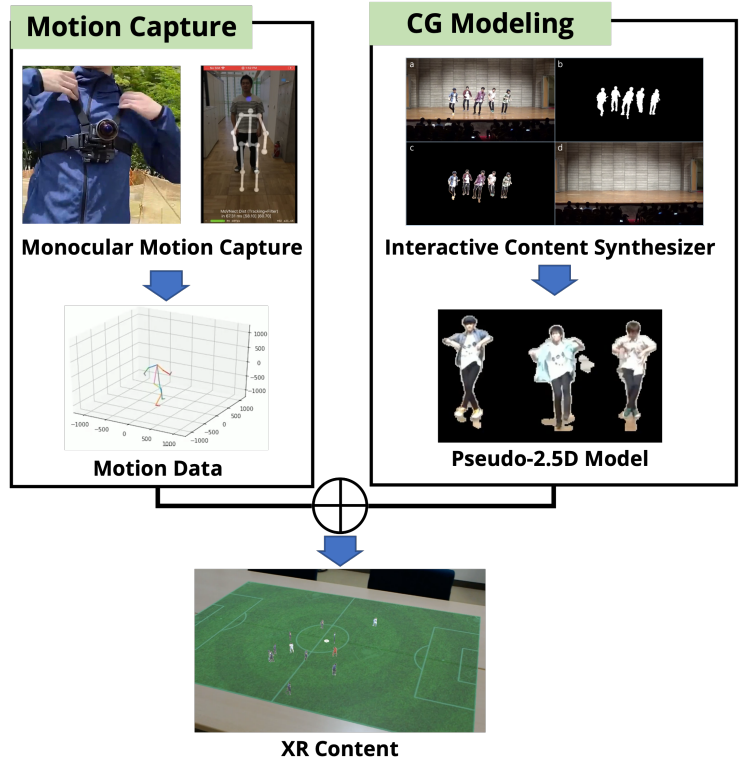 Motion Capture
CG Modeling
a
b
c
d
Monocular Motion Capture
Interactive Content Synthesizer
1000
500
0
−500
−1000
−1000
−500
0
500
1000
−1000
−500
0
500
1000
Motion Data
Pseudo-2.5D Model
XR Content